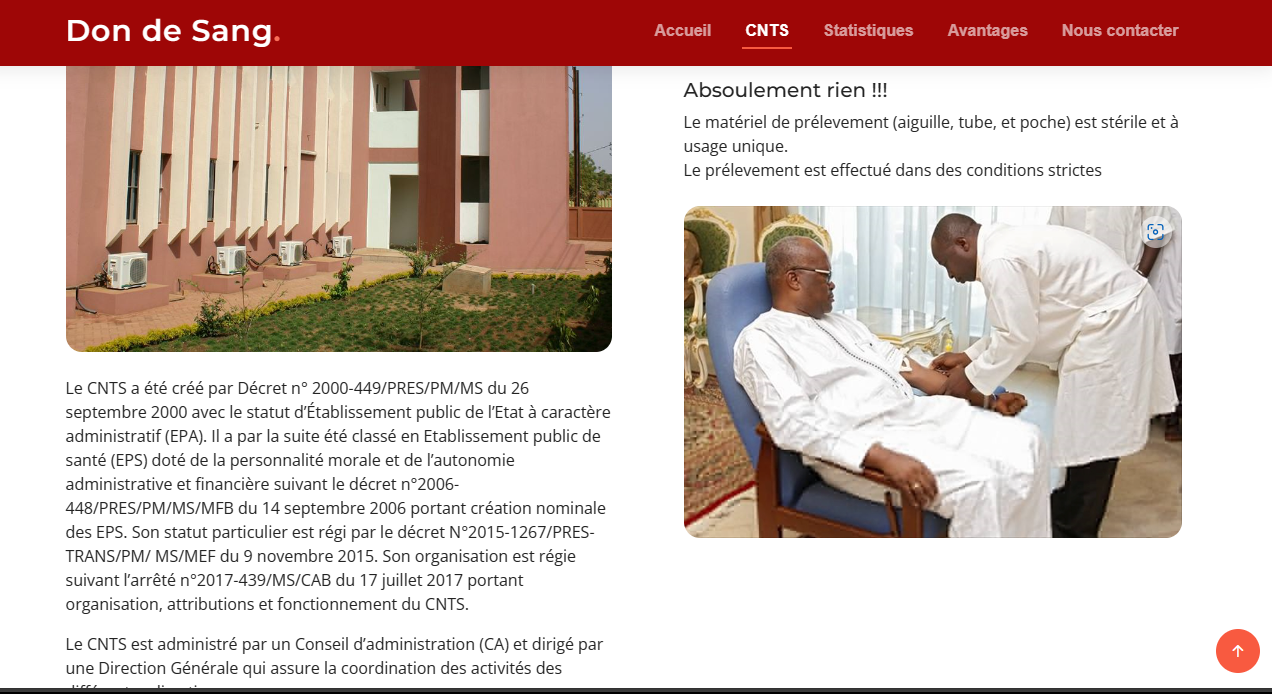 Don de Sang.
Accueil
CNTS
Statistiques
Avantages
Nous contacter
Le CNTS a été créé par Décret n° 2000-449/PRES/PM/MS du 26
septembre 2000 avec le statut d’Établissement public de l’Etat à caractère
administratif (EPA). Il a par la suite été classé en Etablissement public de
santé (EPS) doté de la personnalité morale et de l’autonomie
administrative et financière suivant le décret n°2006-
448/PRES/PM/MS/MFB du 14 septembre 2006 portant création nominale
des EPS. Son statut particulier est régi par le décret N°2015-1267/PRES-
TRANS/PM/ MS/MEF du 9 novembre 2015. Son organisation est régie
suivant l’arrêté n°2017-439/MS/CAB du 17 juillet 2017 portant
organisation, attributions et fonctionnement du CNTS.
Le CNTS est administré par un Conseil d’administration (CA) et dirigé par
une Direction Générale qui assure la coordination des activités des
Absoulement rien !!!
Le matériel de prélevement (aiguille, tube, et poche) est stérile et à
usage unique.
Le prélevement est effectué dans des conditions strictes